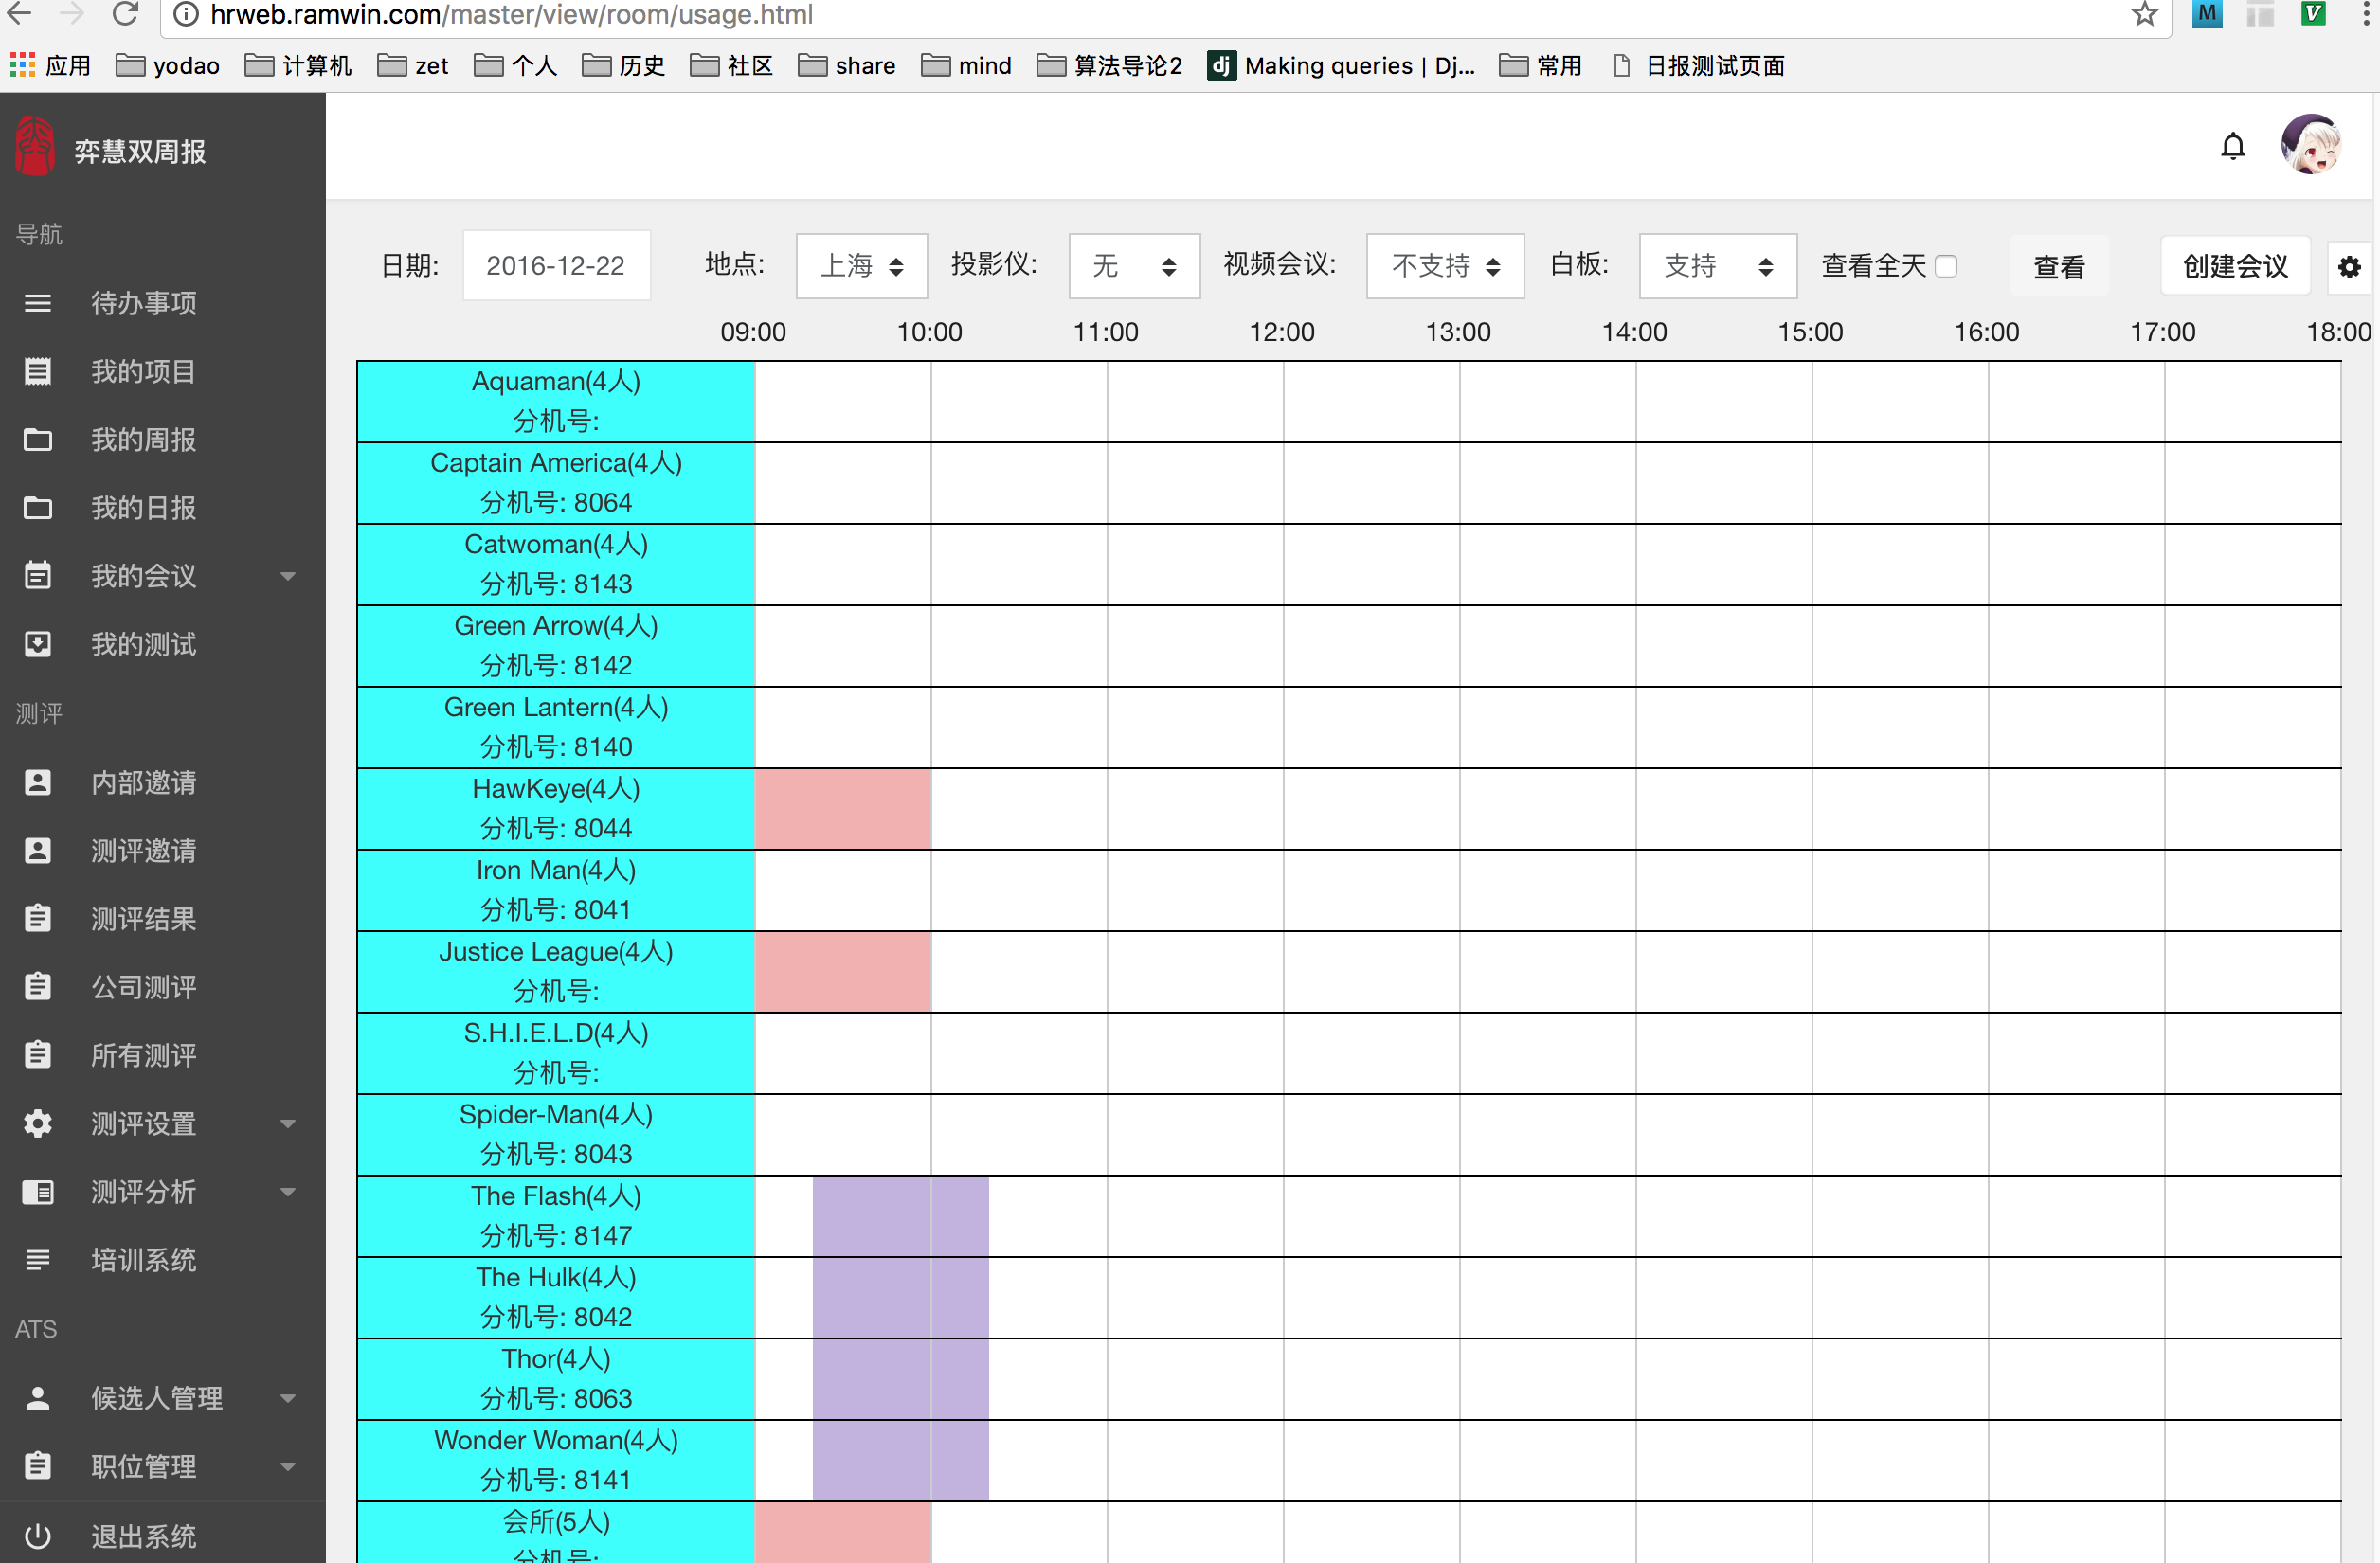 hrweb.ramwin.com/master/view/room/usage.html
M V
应用 yodao 计算机 zet 个人 历史 社区 share mind 算法导论2 dj Making queries | Dj... 常用 日报测试页面
弈慧双周报
导航
待办事项
我的项目
我的周报
我的日报
我的会议
我的测试
测评
内部邀请
测评邀请
测评结果
公司测评
所有测评
测评设置
测评分析
培训系统
ATS
候选人管理
职位管理
退出系统
日期: 2016-12-22 地点: 上海 投影仪: 无 视频会议: 不支持 白板: 支持 查看全天 查看 创建会议
09:00 10:00 11:00 12:00 13:00 14:00 15:00 16:00 17:00 18:00
Aquaman(4人)
分机号:
Captain America(4人)
分机号: 8064
Catwoman(4人)
分机号: 8143
Green Arrow(4人)
分机号: 8142
Green Lantern(4人)
分机号: 8140
HawKeye(4人)
分机号: 8044
Iron Man(4人)
分机号: 8041
Justice League(4人)
分机号:
S.H.I.E.L.D(4人)
分机号:
Spider-Man(4人)
分机号: 8043
The Flash(4人)
分机号: 8147
The Hulk(4人)
分机号: 8042
Thor(4人)
分机号: 8063
Wonder Woman(4人)
分机号: 8141
会所(5人)
分机号: